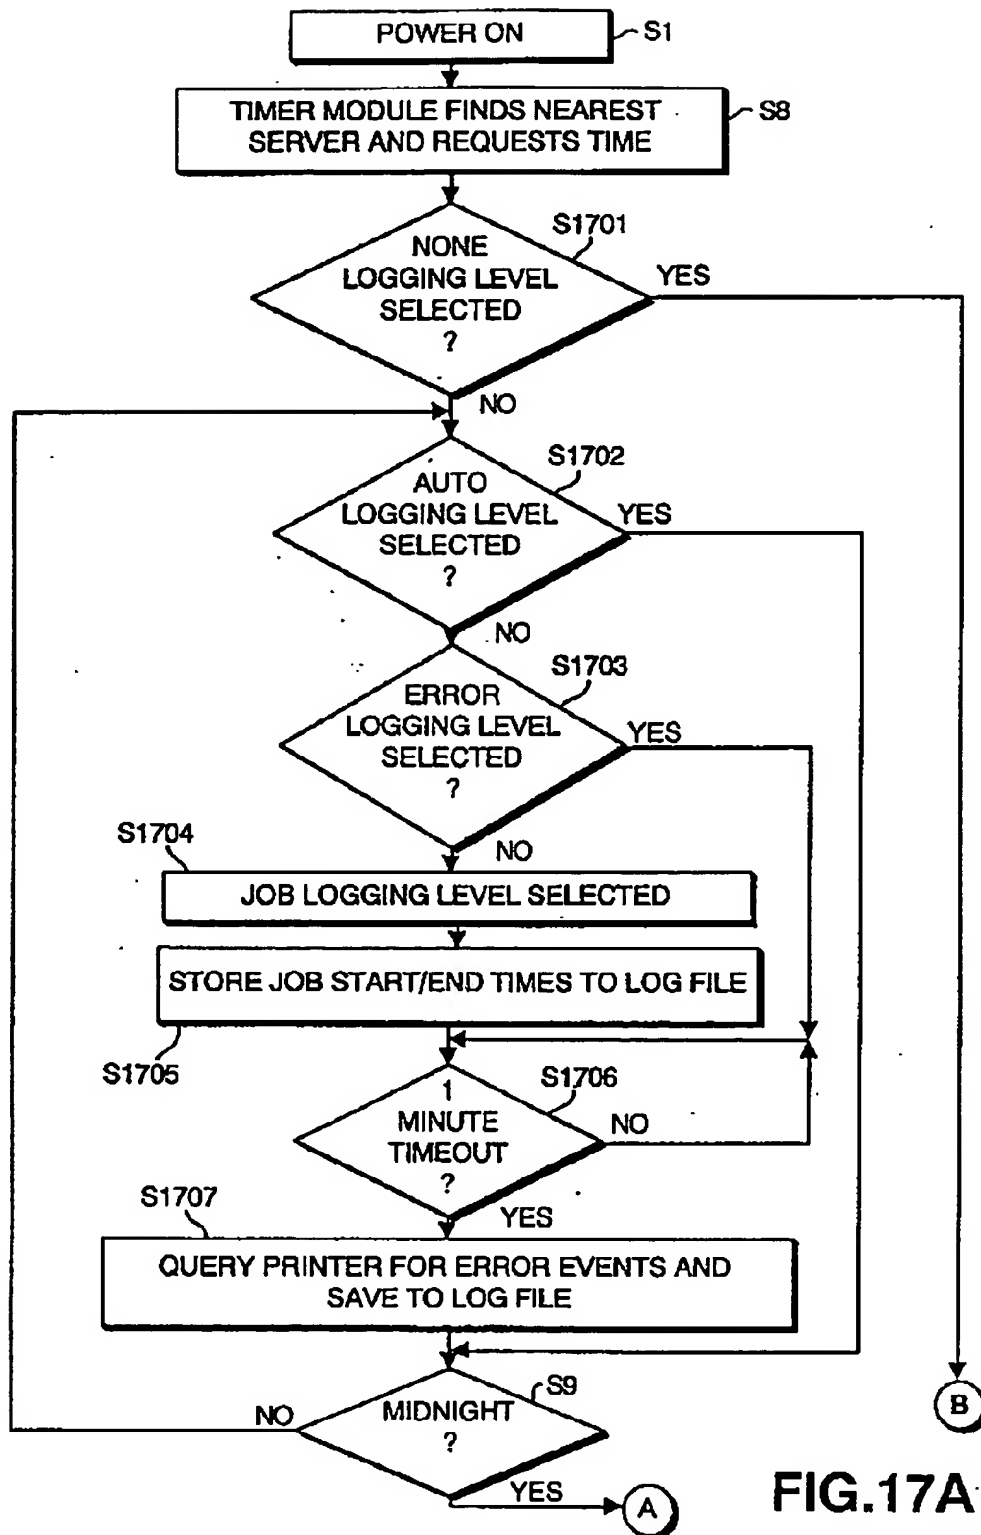 POWER ON
S1
TIMER MODULE FINDS NEAREST
SERVER AND REQUESTS TIME
S8
S1701
NONE
LOGGING LEVEL
SELECTED
?
YES
NO
S1702
AUTO
LOGGING LEVEL
SELECTED
?
YES
NO
S1703
ERROR
LOGGING LEVEL
SELECTED
?
YES
NO
S1704
JOB LOGGING LEVEL SELECTED
STORE JOB START/END TIMES TO LOG FILE
S1705
S1706
1
MINUTE
TIMEOUT
?
NO
YES
S1707
QUERY PRINTER FOR ERROR EVENTS AND
SAVE TO LOG FILE
S9
MIDNIGHT
?
NO
YES
A
B
FIG.17A